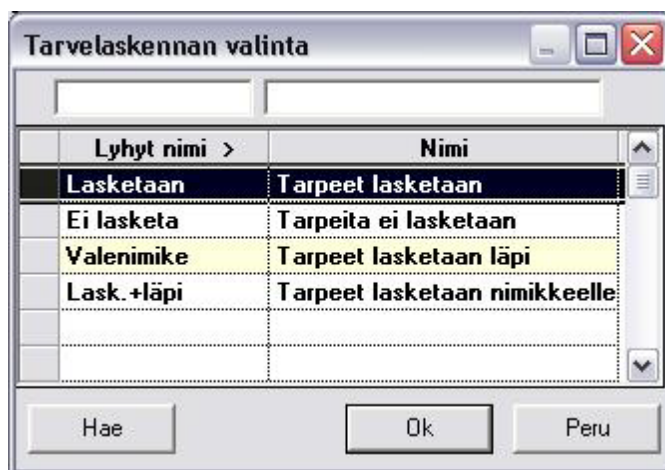 Tarvelaskennan valinta
Lyhyt nimi > Nimi
Lasketaan Tarpeet lasketaan
Ei lasketa Tarpeita ei lasketaan
Valenimike Tarpeet lasketaan läpi
Lask.+läpi Tarpeet lasketaan nimikkeelle
Hae Ok Peru